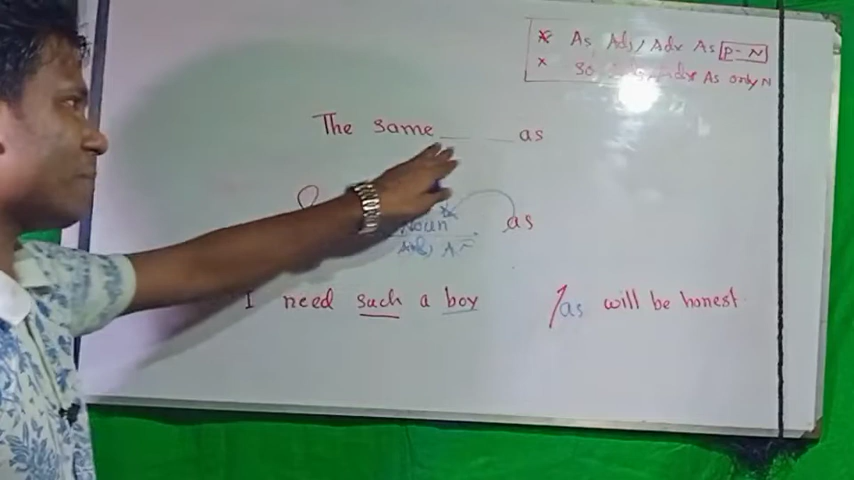 * As Adj/Adv As P-N
* so As only N
The same ____ as
Noun as
I need such a boy /as will be honest